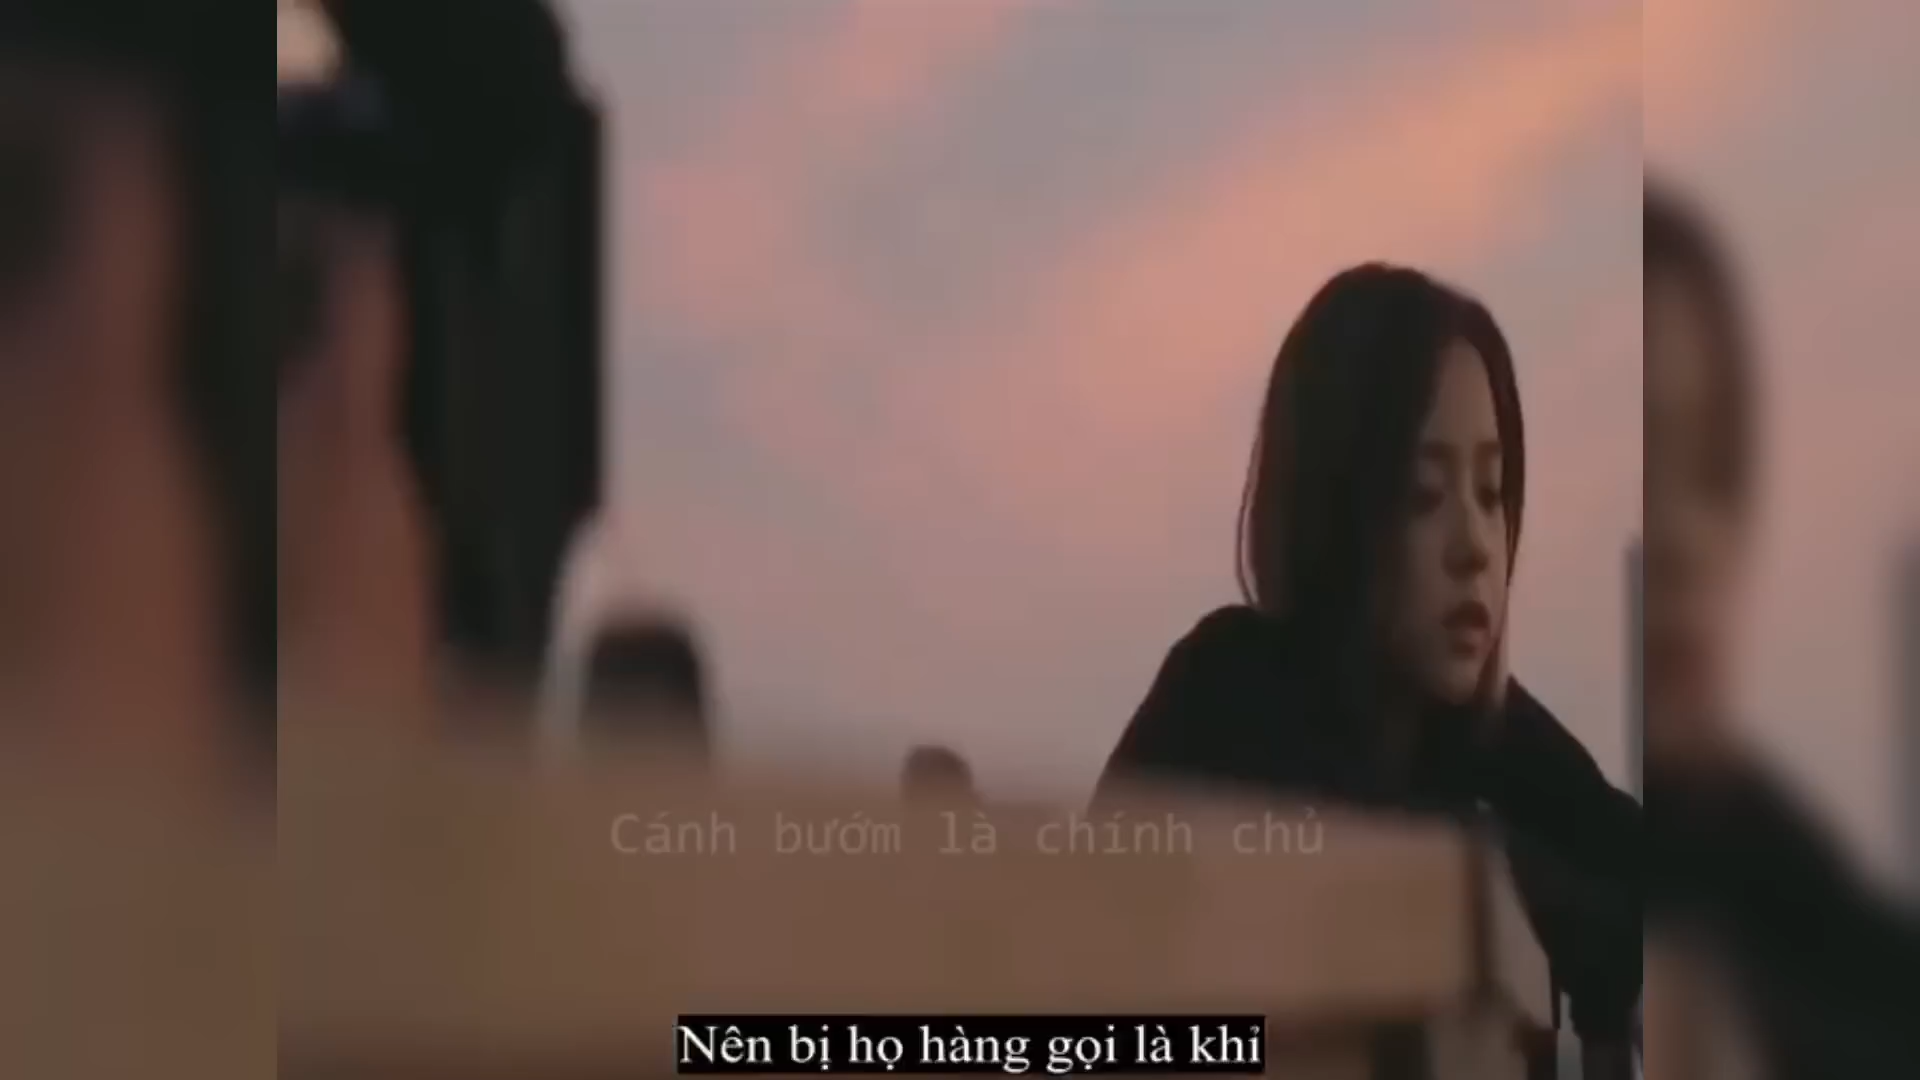 Cánh bướm là chính chủ
Nên bị họ hàng gọi là khỉ